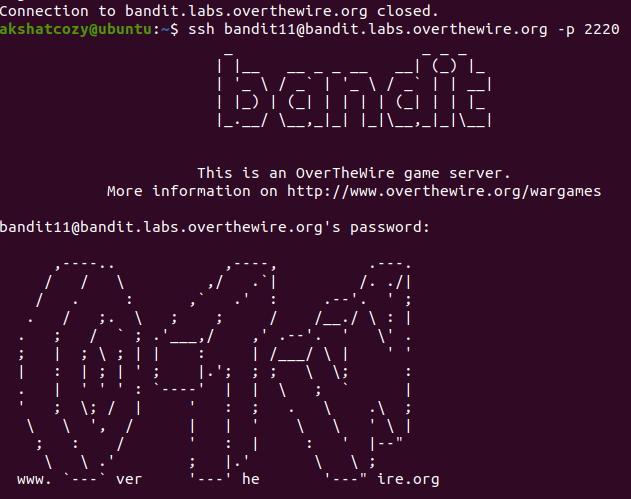 Connection to bandit.labs.overthewire.org closed.
akshatcozy@ubuntu:~$ ssh bandit11@bandit.labs.overthewire.org -p 2220
bandit
This is an OverTheWire game server.
More information on http://www.overthewire.org/wargames
bandit11@bandit.labs.overthewire.org's password:
www. `---` ver '---' he '---" ire.org